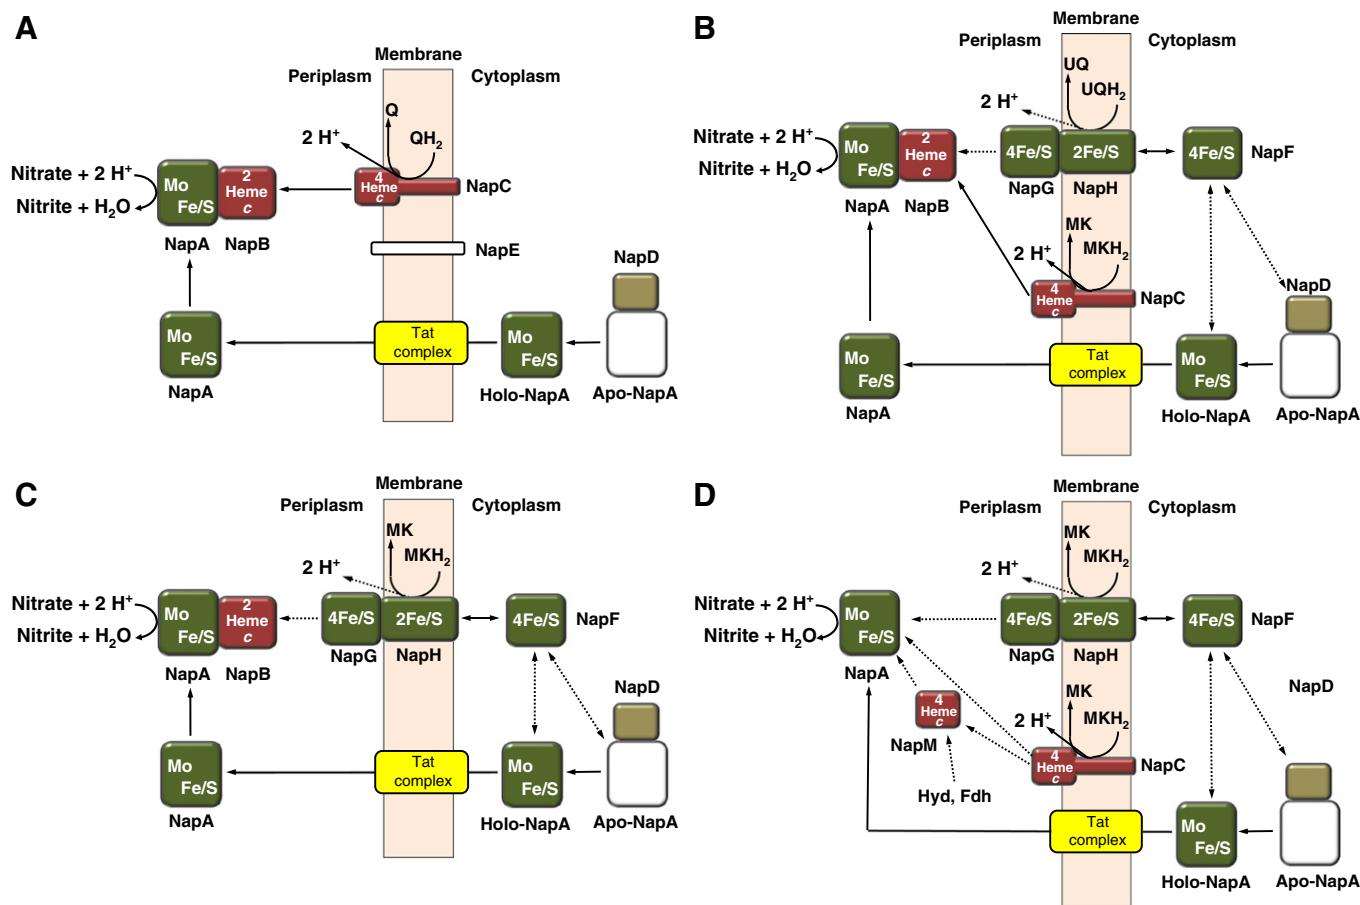 A
Membrane
Periplasm
Cytoplasm
Q
QH2
2 H+
Nitrate + 2 H+
Nitrite + H2O
Mo
Fe/S
2
Heme
c
4
Heme
c
NapC
NapA
NapB
NapE
NapD
Mo
Fe/S
Tat
complex
Mo
Fe/S
NapA
Holo-NapA
Apo-NapA
B
Membrane
Periplasm
Cytoplasm
UQ
UQH2
2 H+
Nitrate + 2 H+
Nitrite + H2O
Mo
Fe/S
2
Heme
c
4Fe/S
2Fe/S
4Fe/S
NapF
NapG
NapH
NapA
NapB
MK
MKH2
2 H+
4
Heme
c
NapC
NapD
Mo
Fe/S
Tat
complex
Mo
Fe/S
NapA
Holo-NapA
Apo-NapA
C
Membrane
Periplasm
Cytoplasm
MK
MKH2
2 H+
Nitrate + 2 H+
Nitrite + H2O
Mo
Fe/S
2
Heme
c
4Fe/S
2Fe/S
4Fe/S
NapF
NapG
NapH
NapA
NapB
NapD
Mo
Fe/S
Tat
complex
Mo
Fe/S
NapA
Holo-NapA
Apo-NapA
D
Membrane
Periplasm
Cytoplasm
MK
MKH2
2 H+
Nitrate + 2 H+
Nitrite + H2O
Mo
Fe/S
4Fe/S
2Fe/S
4Fe/S
NapF
NapG
NapH
NapA
NapD
4
Heme
c
NapM
MK
MKH2
2 H+
4
Heme
c
NapC
Hyd, Fdh
Tat
complex
Mo
Fe/S
Holo-NapA
Apo-NapA